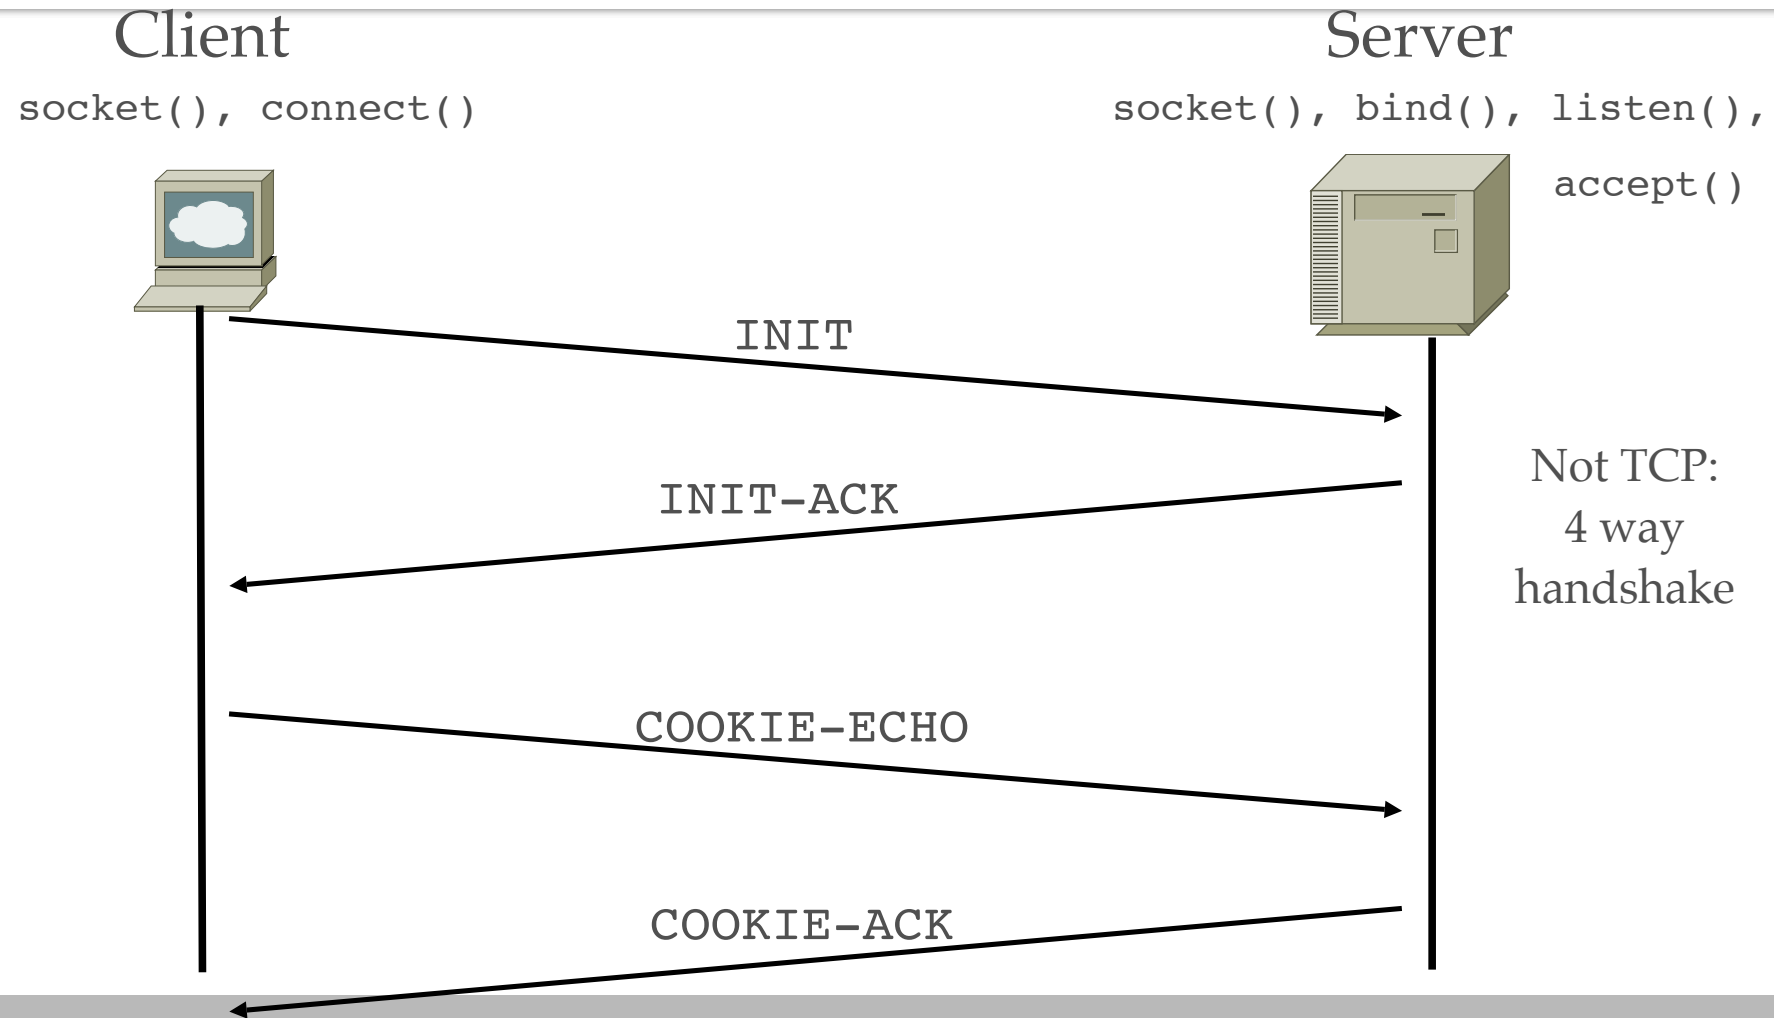 Client
Server
socket(), connect()
socket(), bind(), listen(),
accept()
INIT
INIT-ACK
Not TCP:
4 way
handshake
COOKIE-ECHO
COOKIE-ACK